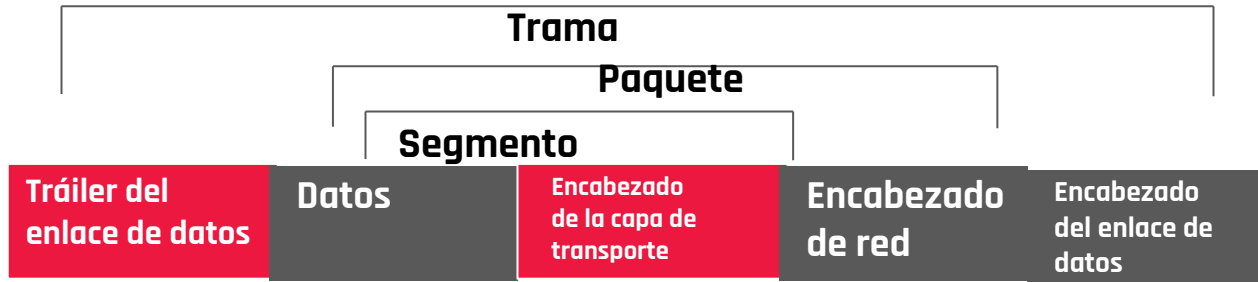 Trama
Paquete
Segmento
Tráiler del
enlace de datos
Datos
Encabezado
de la capa de
transporte
Encabezado
de red
Encabezado
del enlace de
datos